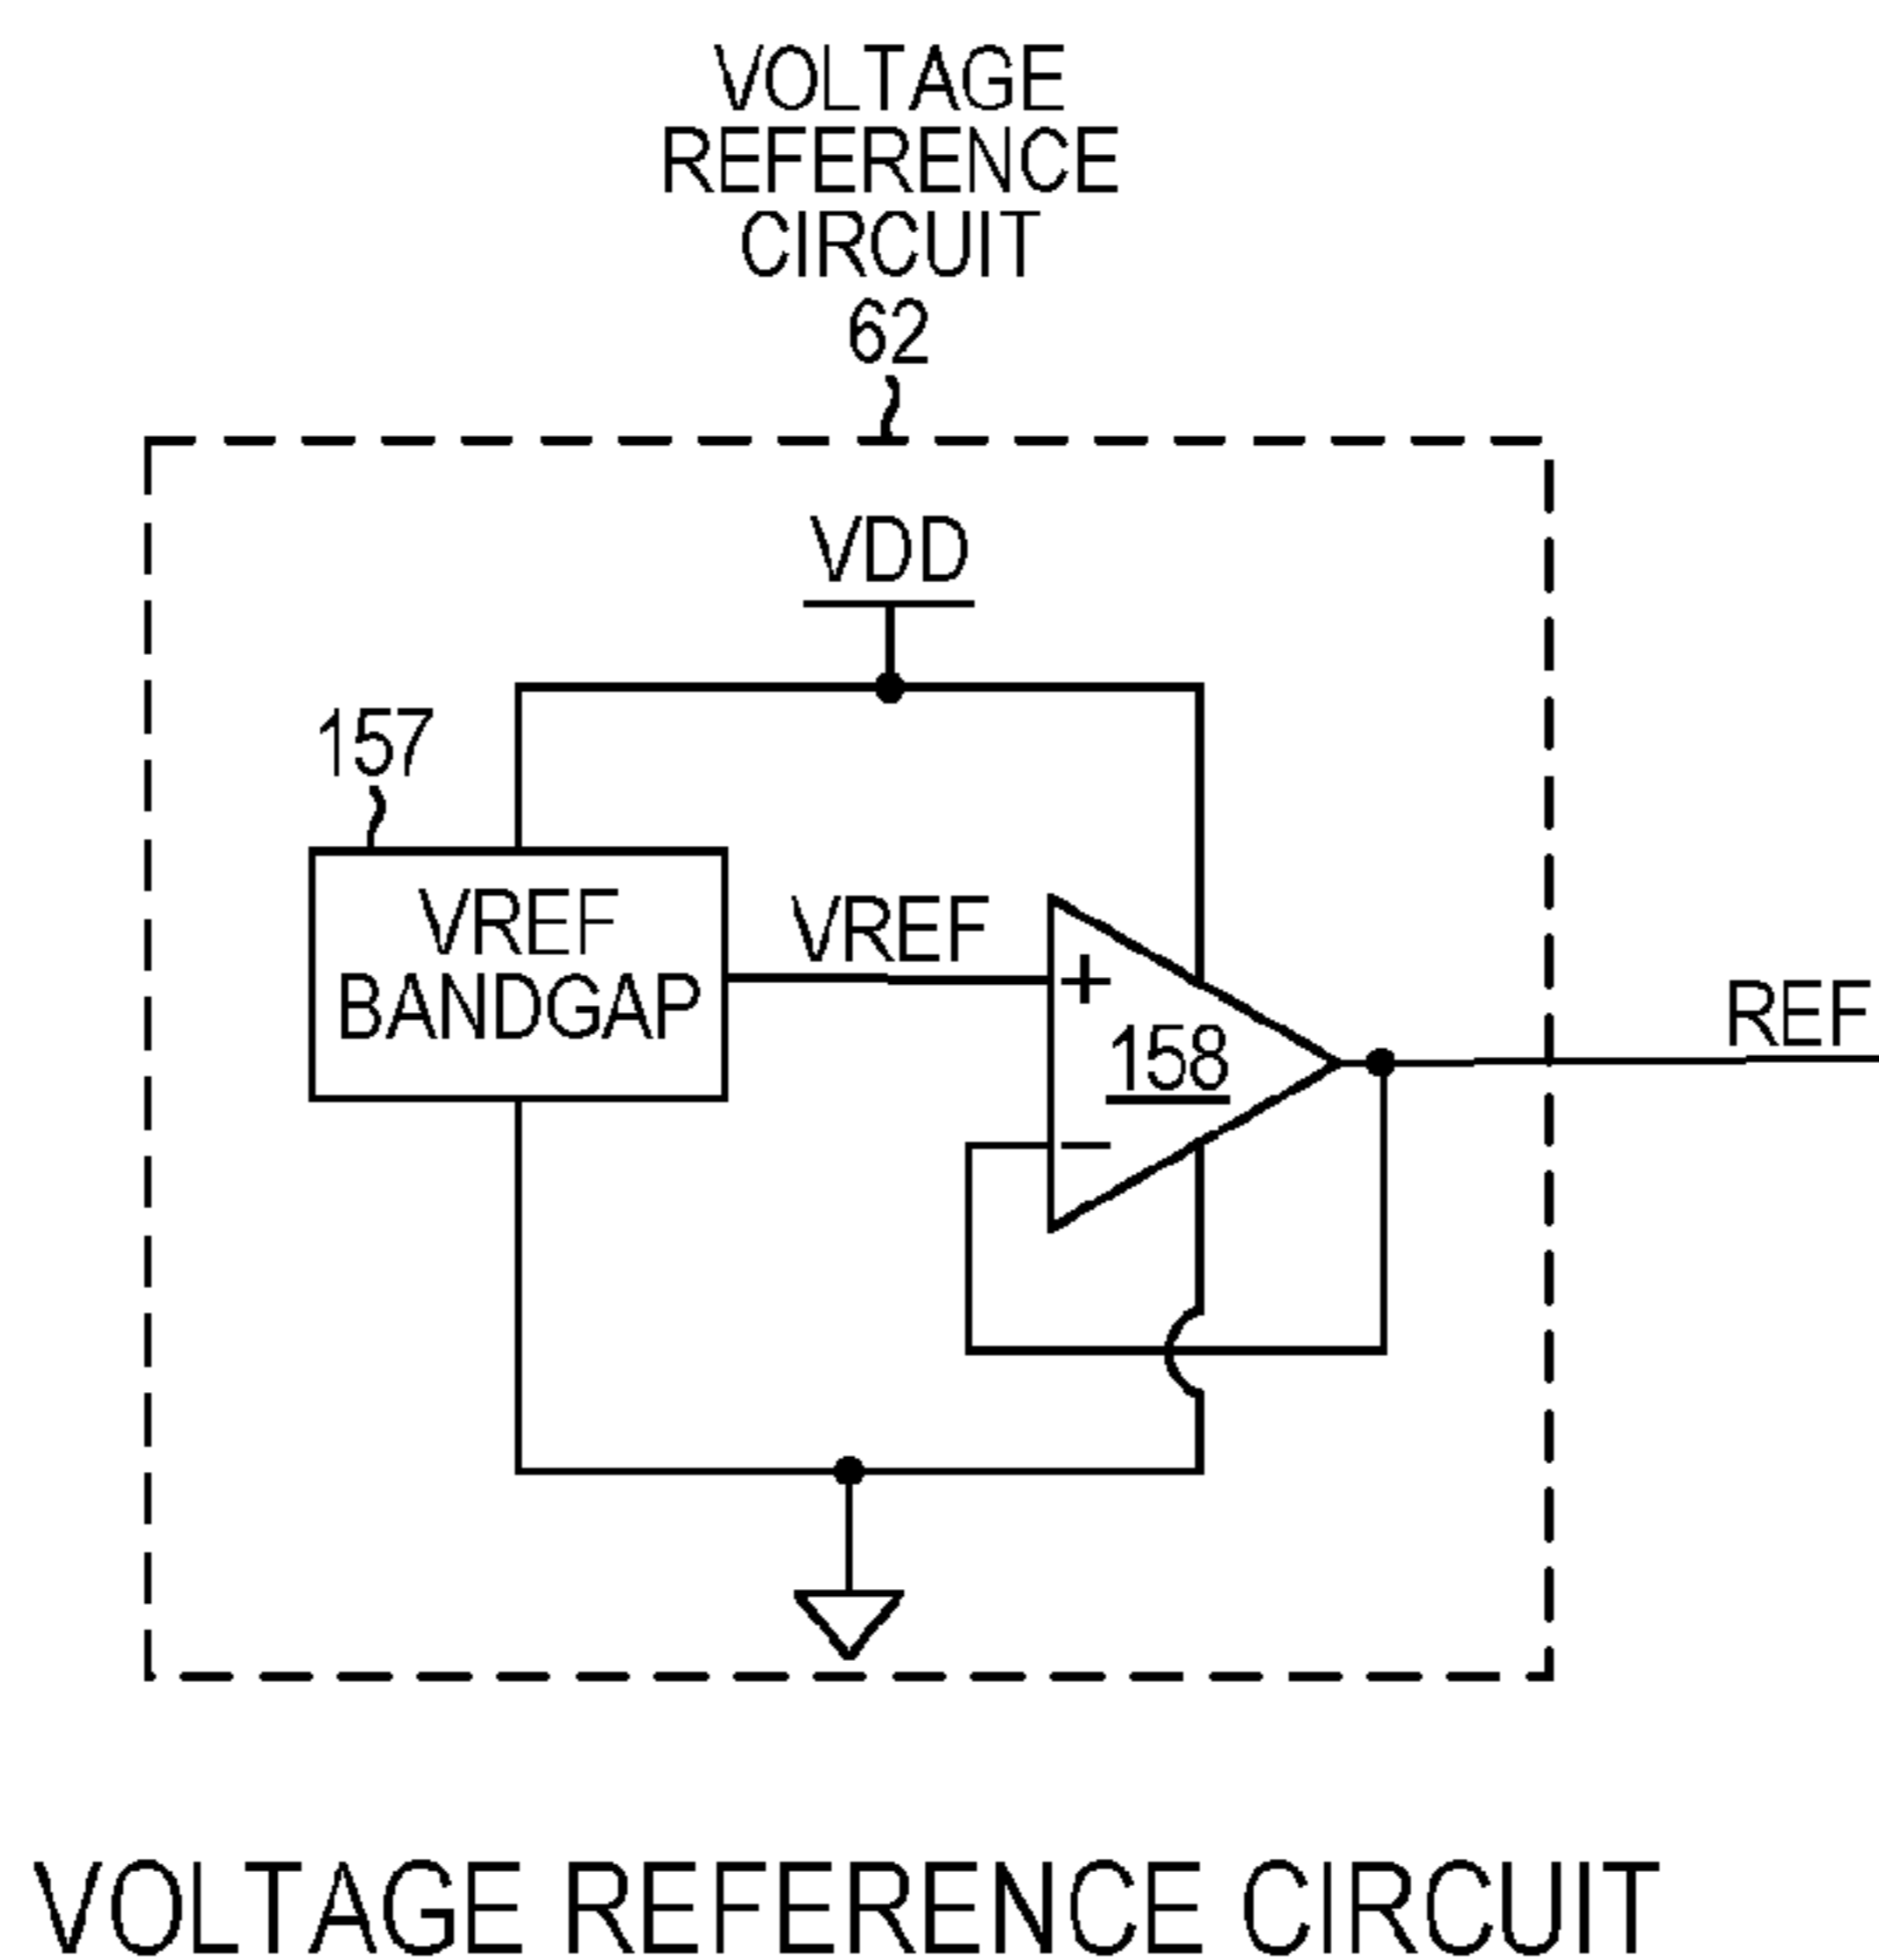 VOLTAGE
REFERENCE
CIRCUIT
62
VDD
157
VREF
BANDGAP
VREF
+
158
−
REF
VOLTAGE REFERENCE CIRCUIT